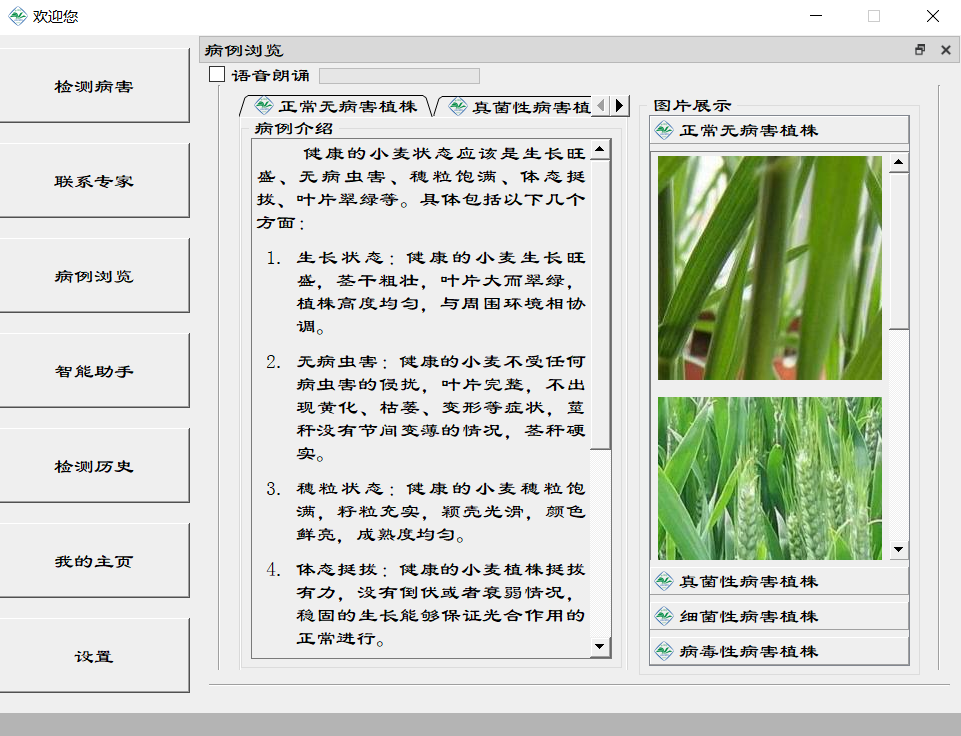 欢迎您
检测病害
联系专家
病例浏览
智能助手
检测历史
我的主页
设置
病例浏览
语音朗诵
正常无病害植株
真菌性病害植
病例介绍
健康的小麦状态应该是生长旺
盛、无病虫害、穗粒饱满、体态挺
拔、叶片翠绿等。具体包括以下几个
方面：
1. 生长状态：健康的小麦生长旺
盛，茎干粗壮，叶片大而翠绿，
植株高度均匀，与周围环境相协
调。
2. 无病虫害：健康的小麦不受任何
病虫害的侵扰，叶片完整，不出
现黄化、枯萎、变形等症状，茎
秆没有节间变薄的情况，茎秆硬
实。
3. 穗粒状态：健康的小麦穗粒饱
满，籽粒充实，颖壳光滑，颜色
鲜亮，成熟度均匀。
4. 体态挺拔：健康的小麦植株挺拔
有力，没有倒伏或者衰弱情况，
稳固的生长能够保证光合作用的
正常进行。
图片展示
正常无病害植株
真菌性病害植株
细菌性病害植株
病毒性病害植株